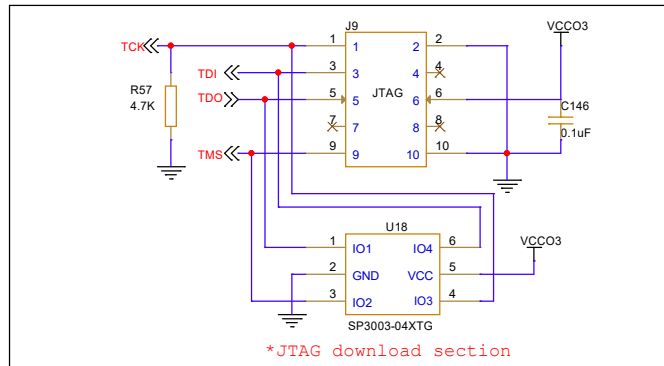 J9
VCCO3
TCK
1 1 2 2
TDI
3 3 4 4
R57
4.7K
TDO
5 5 6 6
JTAG
C146
0.1uF
7 7 8 8
TMS
9 9 10 10
U18
VCCO3
1 IO1 IO4 6
2 GND VCC 5
3 IO2 IO3 4
SP3003-04XTG
*JTAG download section